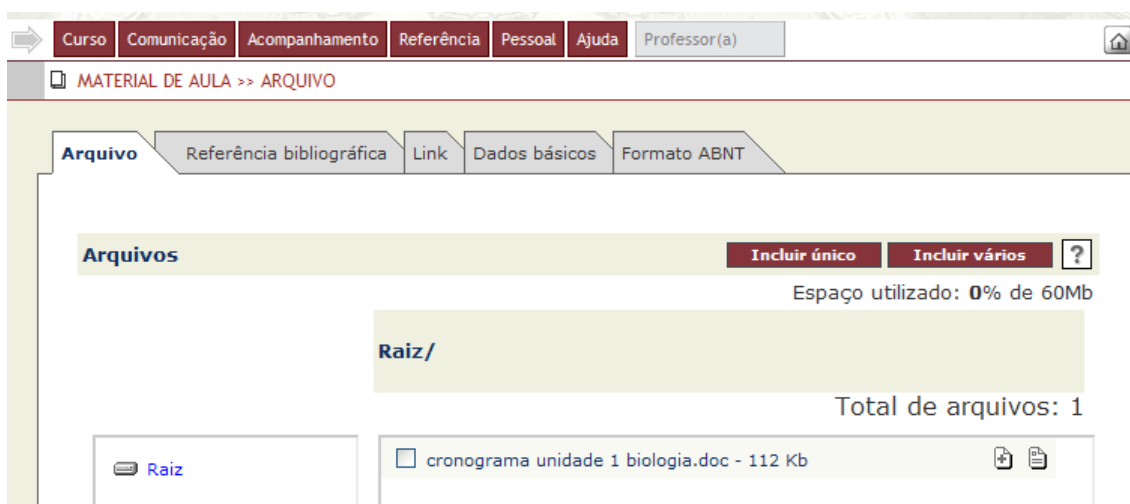 Curso Comunicação Acompanhamento Referência Pessoal Ajuda Professor(a)
MATERIAL DE AULA >> ARQUIVO
Arquivo Referência bibliográfica Link Dados básicos Formato ABNT
Arquivos Incluir único Incluir vários ?
Espaço utilizado: 0% de 60Mb
Raiz/
Total de arquivos: 1
Raiz cronograma unidade 1 biologia.doc - 112 Kb